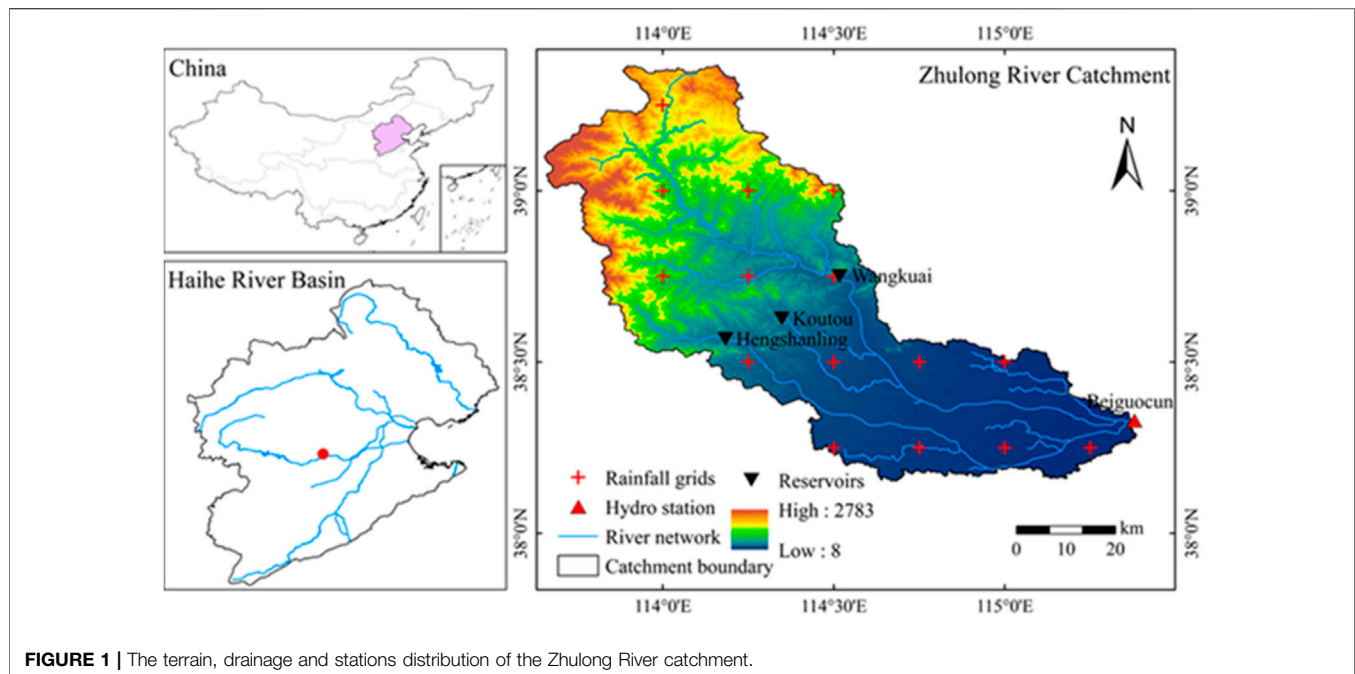 China
Haihe River Basin
114°0'E 114°30'E 115°0'E
Zhulong River Catchment
N
39°0'N
38°30'N
38°0'N
39°0'N
38°30'N
38°0'N
Wangkuai
Koutou
Hengshanling
Beiguocun
Rainfall grids
Hydro station
River network
Catchment boundary
Reservoirs
High : 2783
Low : 8
km
0 10 20
114°0'E 114°30'E 115°0'E
FIGURE 1 | The terrain, drainage and stations distribution of the Zhulong River catchment.